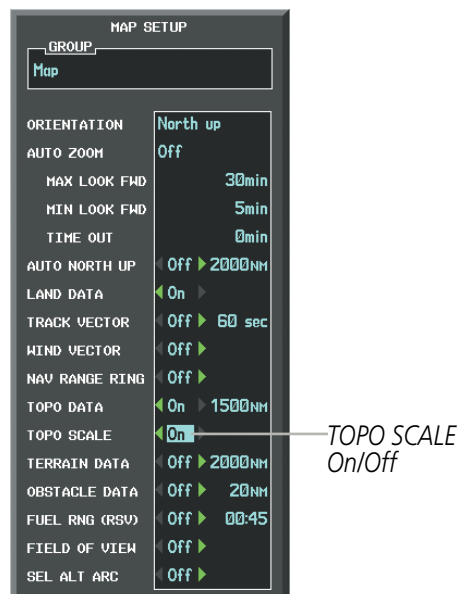 MAP SETUP
GROUP
Map
ORIENTATION North up
AUTO ZOOM Off
MAX LOOK FWD 30min
MIN LOOK FWD 5min
TIME OUT 0min
AUTO NORTH UP Off 2000NM
LAND DATA On
TRACK VECTOR Off 60 sec
WIND VECTOR Off
NAV RANGE RING Off
TOPO DATA On 1500NM
TOPO SCALE On
TOPO SCALE
On/Off
TERRAIN DATA Off 2000NM
OBSTACLE DATA Off 20NM
FUEL RNG (RSV) Off 00:45
FIELD OF VIEW Off
SEL ALT ARC Off